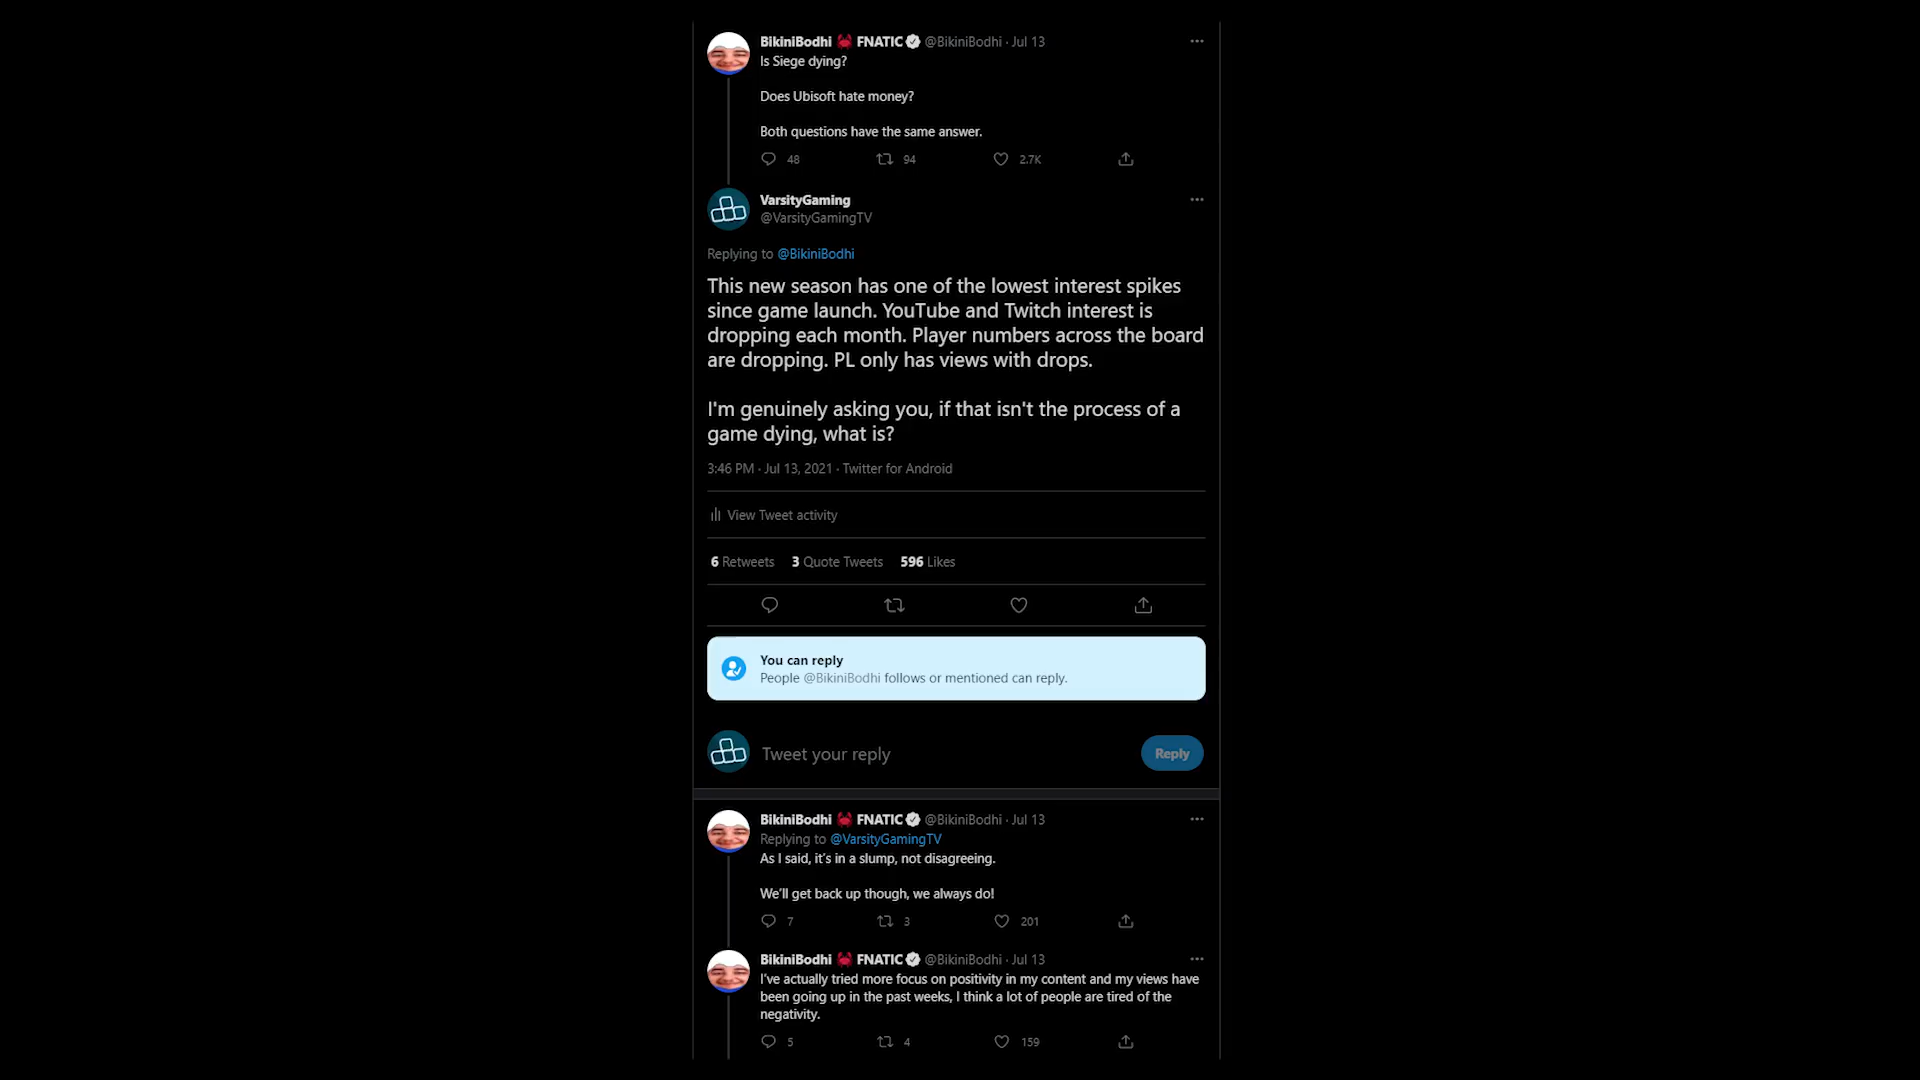 BikiniBodhi 🦀 FNATIC @BikiniBodhi · Jul 13
Is Siege dying?
Does Ubisoft hate money?
Both questions have the same answer.
48 94 2.7K
VarsityGaming
@VarsityGamingTV
Replying to @BikiniBodhi
This new season has one of the lowest interest spikes
since game launch. YouTube and Twitch interest is
dropping each month. Player numbers across the board
are dropping. PL only has views with drops.
I'm genuinely asking you, if that isn't the process of a
game dying, what is?
3:46 PM · Jul 13, 2021 · Twitter for Android
View Tweet activity
6 Retweets 3 Quote Tweets 596 Likes
You can reply
People @BikiniBodhi follows or mentioned can reply.
Tweet your reply
Reply
BikiniBodhi 🦀 FNATIC @BikiniBodhi · Jul 13
Replying to @VarsityGamingTV
As I said, it's in a slump, not disagreeing.
We'll get back up though, we always do!
7 3 201
BikiniBodhi 🦀 FNATIC @BikiniBodhi · Jul 13
I've actually tried more focus on positivity in my content and my views have
been going up in the past weeks, I think a lot of people are tired of the
negativity.
5 4 159